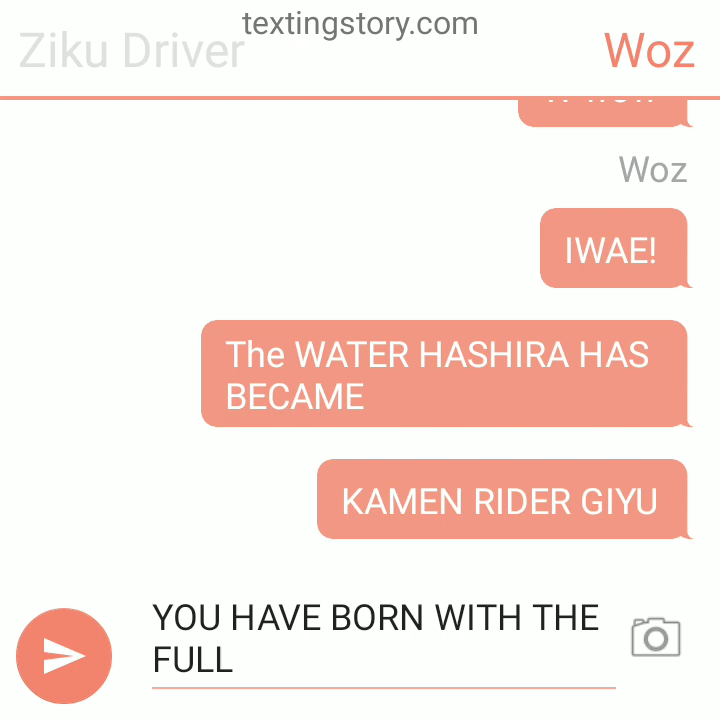 textingstory.com
Ziku Driver
Woz
Woz
IWAE!
The WATER HASHIRA HAS
BECAME
KAMEN RIDER GIYU
YOU HAVE BORN WITH THE
FULL